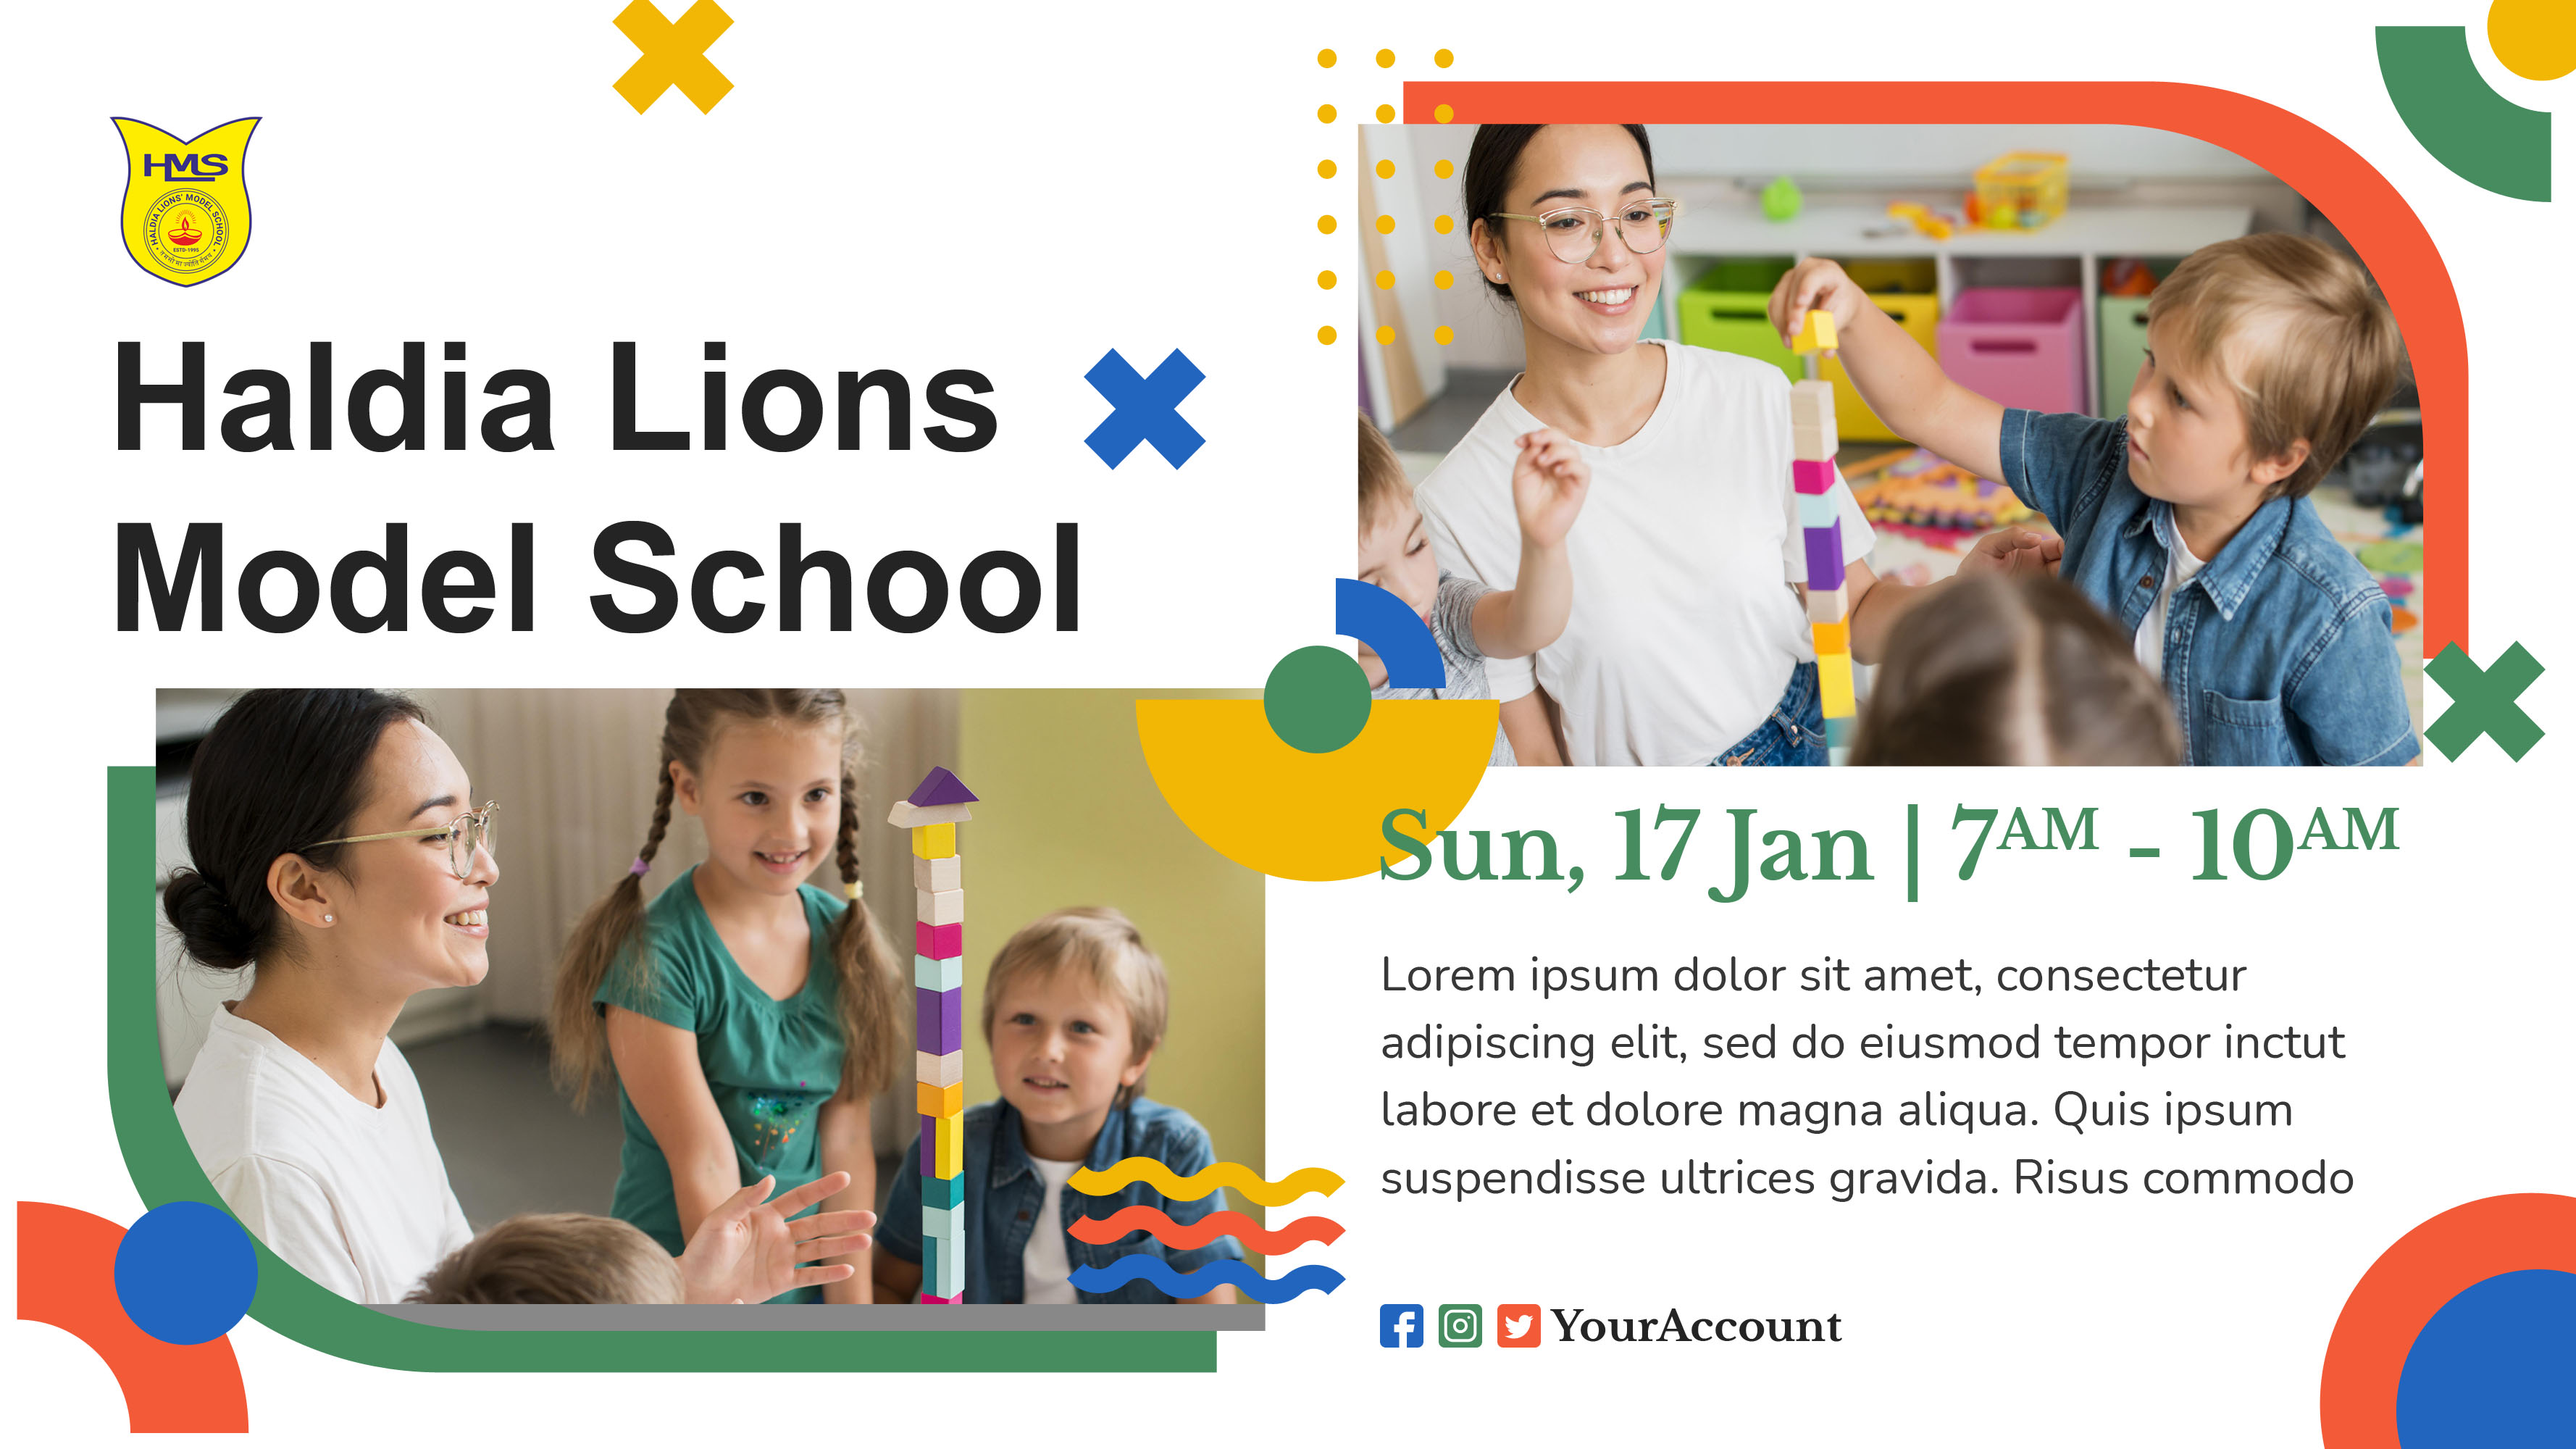 HLMS
HALDIA LIONS' MODEL SCHOOL
ESTD-1995
Haldia Lions
Model School
Sun, 17 Jan | 7AM - 10AM
Lorem ipsum dolor sit amet, consectetur
adipiscing elit, sed do eiusmod tempor inctut
labore et dolore magna aliqua. Quis ipsum
suspendisse ultrices gravida. Risus commodo
YourAccount